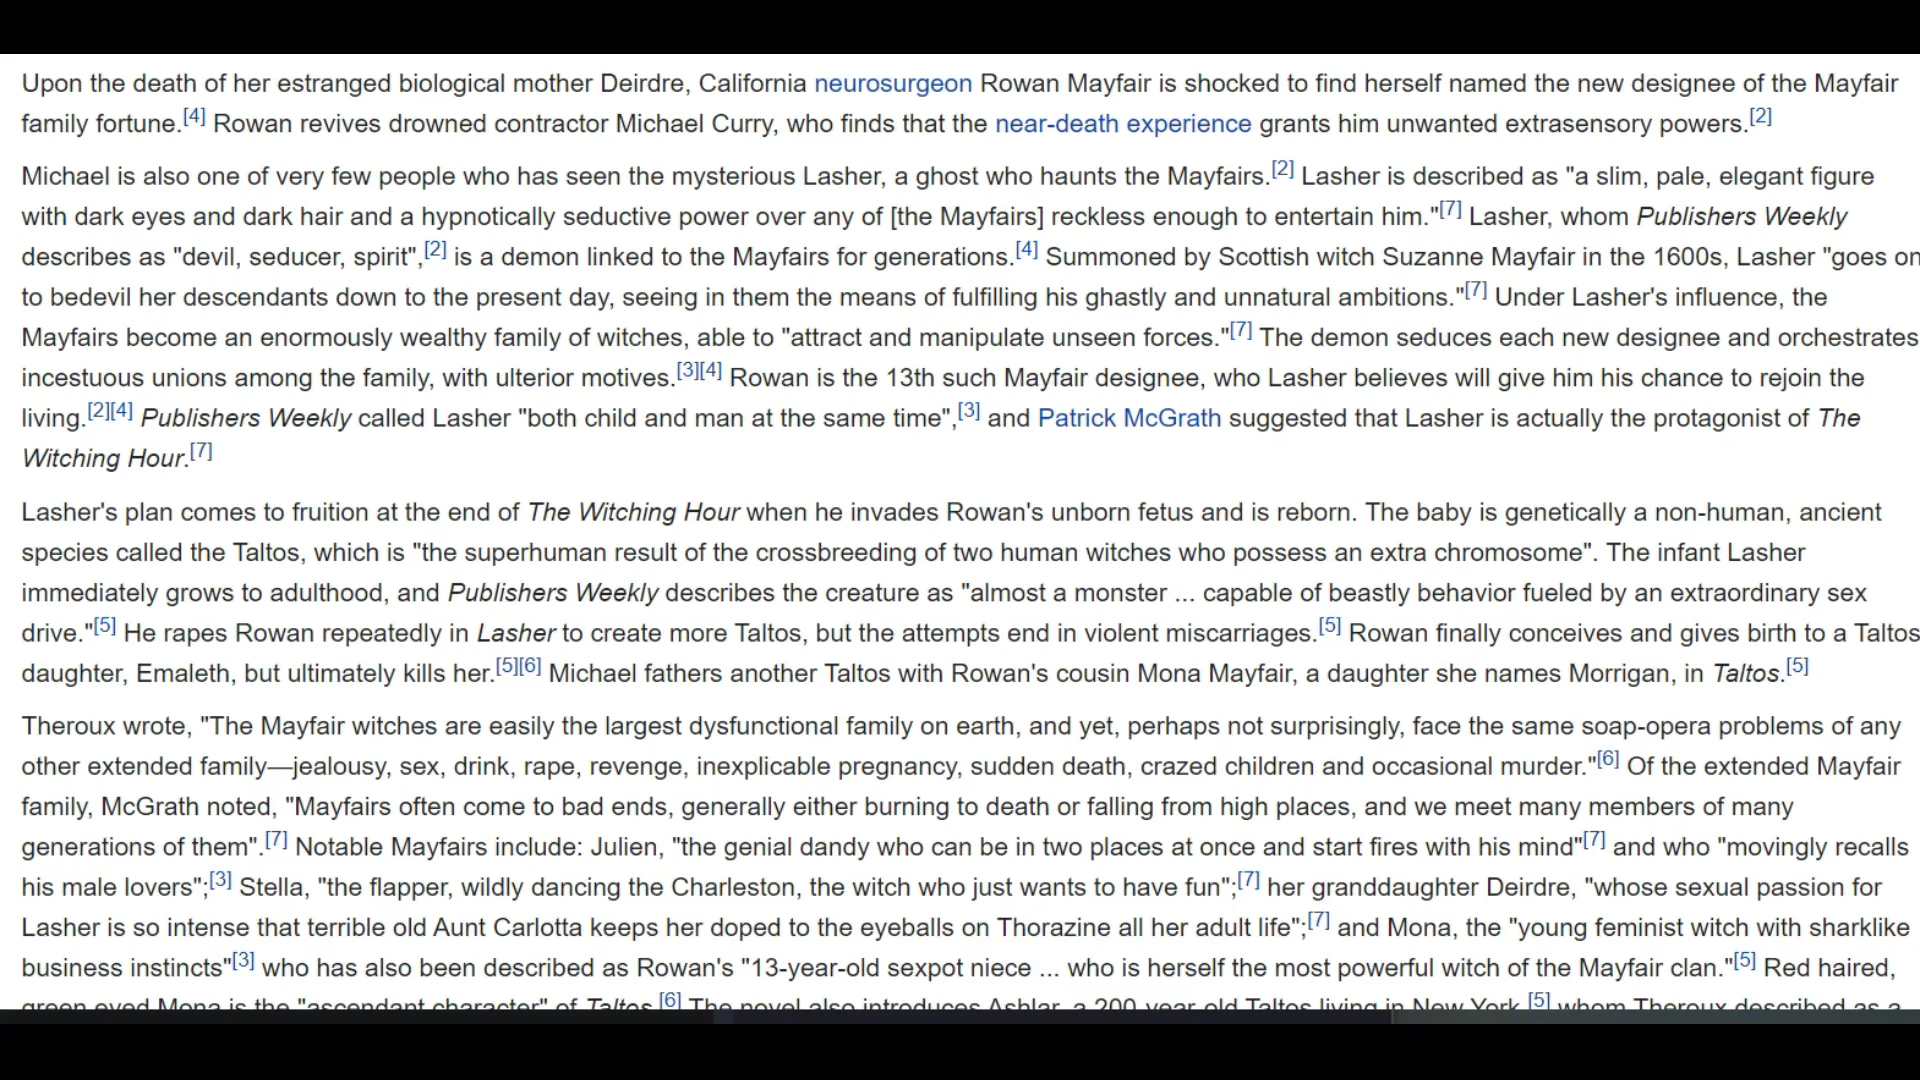 Upon the death of her estranged biological mother Deirdre, California neurosurgeon Rowan Mayfair is shocked to find herself named the new designee of the Mayfair
family fortune.[4] Rowan revives drowned contractor Michael Curry, who finds that the near-death experience grants him unwanted extrasensory powers.[2]
Michael is also one of very few people who has seen the mysterious Lasher, a ghost who haunts the Mayfairs.[2] Lasher is described as "a slim, pale, elegant figure
with dark eyes and dark hair and a hypnotically seductive power over any of [the Mayfairs] reckless enough to entertain him."[7] Lasher, whom Publishers Weekly
describes as "devil, seducer, spirit",[2] is a demon linked to the Mayfairs for generations.[4] Summoned by Scottish witch Suzanne Mayfair in the 1600s, Lasher "goes on
to bedevil her descendants down to the present day, seeing in them the means of fulfilling his ghastly and unnatural ambitions."[7] Under Lasher's influence, the
Mayfairs become an enormously wealthy family of witches, able to "attract and manipulate unseen forces."[7] The demon seduces each new designee and orchestrates
incestuous unions among the family, with ulterior motives.[3][4] Rowan is the 13th such Mayfair designee, who Lasher believes will give him his chance to rejoin the
living.[2][4] Publishers Weekly called Lasher "both child and man at the same time",[3] and Patrick McGrath suggested that Lasher is actually the protagonist of The
Witching Hour.[7]
Lasher's plan comes to fruition at the end of The Witching Hour when he invades Rowan's unborn fetus and is reborn. The baby is genetically a non-human, ancient
species called the Taltos, which is "the superhuman result of the crossbreeding of two human witches who possess an extra chromosome". The infant Lasher
immediately grows to adulthood, and Publishers Weekly describes the creature as "almost a monster ... capable of beastly behavior fueled by an extraordinary sex
drive."[5] He rapes Rowan repeatedly in Lasher to create more Taltos, but the attempts end in violent miscarriages.[5] Rowan finally conceives and gives birth to a Taltos
daughter, Emaleth, but ultimately kills her.[5][6] Michael fathers another Taltos with Rowan's cousin Mona Mayfair, a daughter she names Morrigan, in Taltos.[5]
Theroux wrote, "The Mayfair witches are easily the largest dysfunctional family on earth, and yet, perhaps not surprisingly, face the same soap-opera problems of any
other extended family—jealousy, sex, drink, rape, revenge, inexplicable pregnancy, sudden death, crazed children and occasional murder."[6] Of the extended Mayfair
family, McGrath noted, "Mayfairs often come to bad ends, generally either burning to death or falling from high places, and we meet many members of many
generations of them".[7] Notable Mayfairs include: Julien, "the genial dandy who can be in two places at once and start fires with his mind"[7] and who "movingly recalls
his male lovers";[3] Stella, "the flapper, wildly dancing the Charleston, the witch who just wants to have fun";[7] her granddaughter Deirdre, "whose sexual passion for
Lasher is so intense that terrible old Aunt Carlotta keeps her doped to the eyeballs on Thorazine all her adult life";[7] and Mona, the "young feminist witch with sharklike
business instincts"[3] who has also been described as Rowan's "13-year-old sexpot niece ... who is herself the most powerful witch of the Mayfair clan."[5] Red haired,
green eyed Mona is the "ascendant character" of Taltos.[6] The novel also introduces Ashlar, a 200-year-old Taltos living in New York,[5] whom Theroux described as a